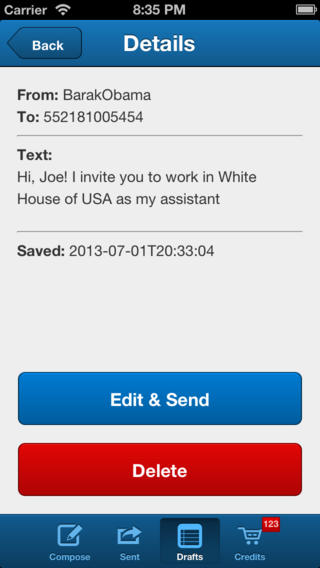 Carrier 8:35 PM
Back Details
From: BarakObama
To: 552181005454
Text:
Hi, Joe! I invite you to work in White
House of USA as my assistant
Saved: 2013-07-01T20:33:04
Edit & Send
Delete
123
Compose Sent Drafts Credits